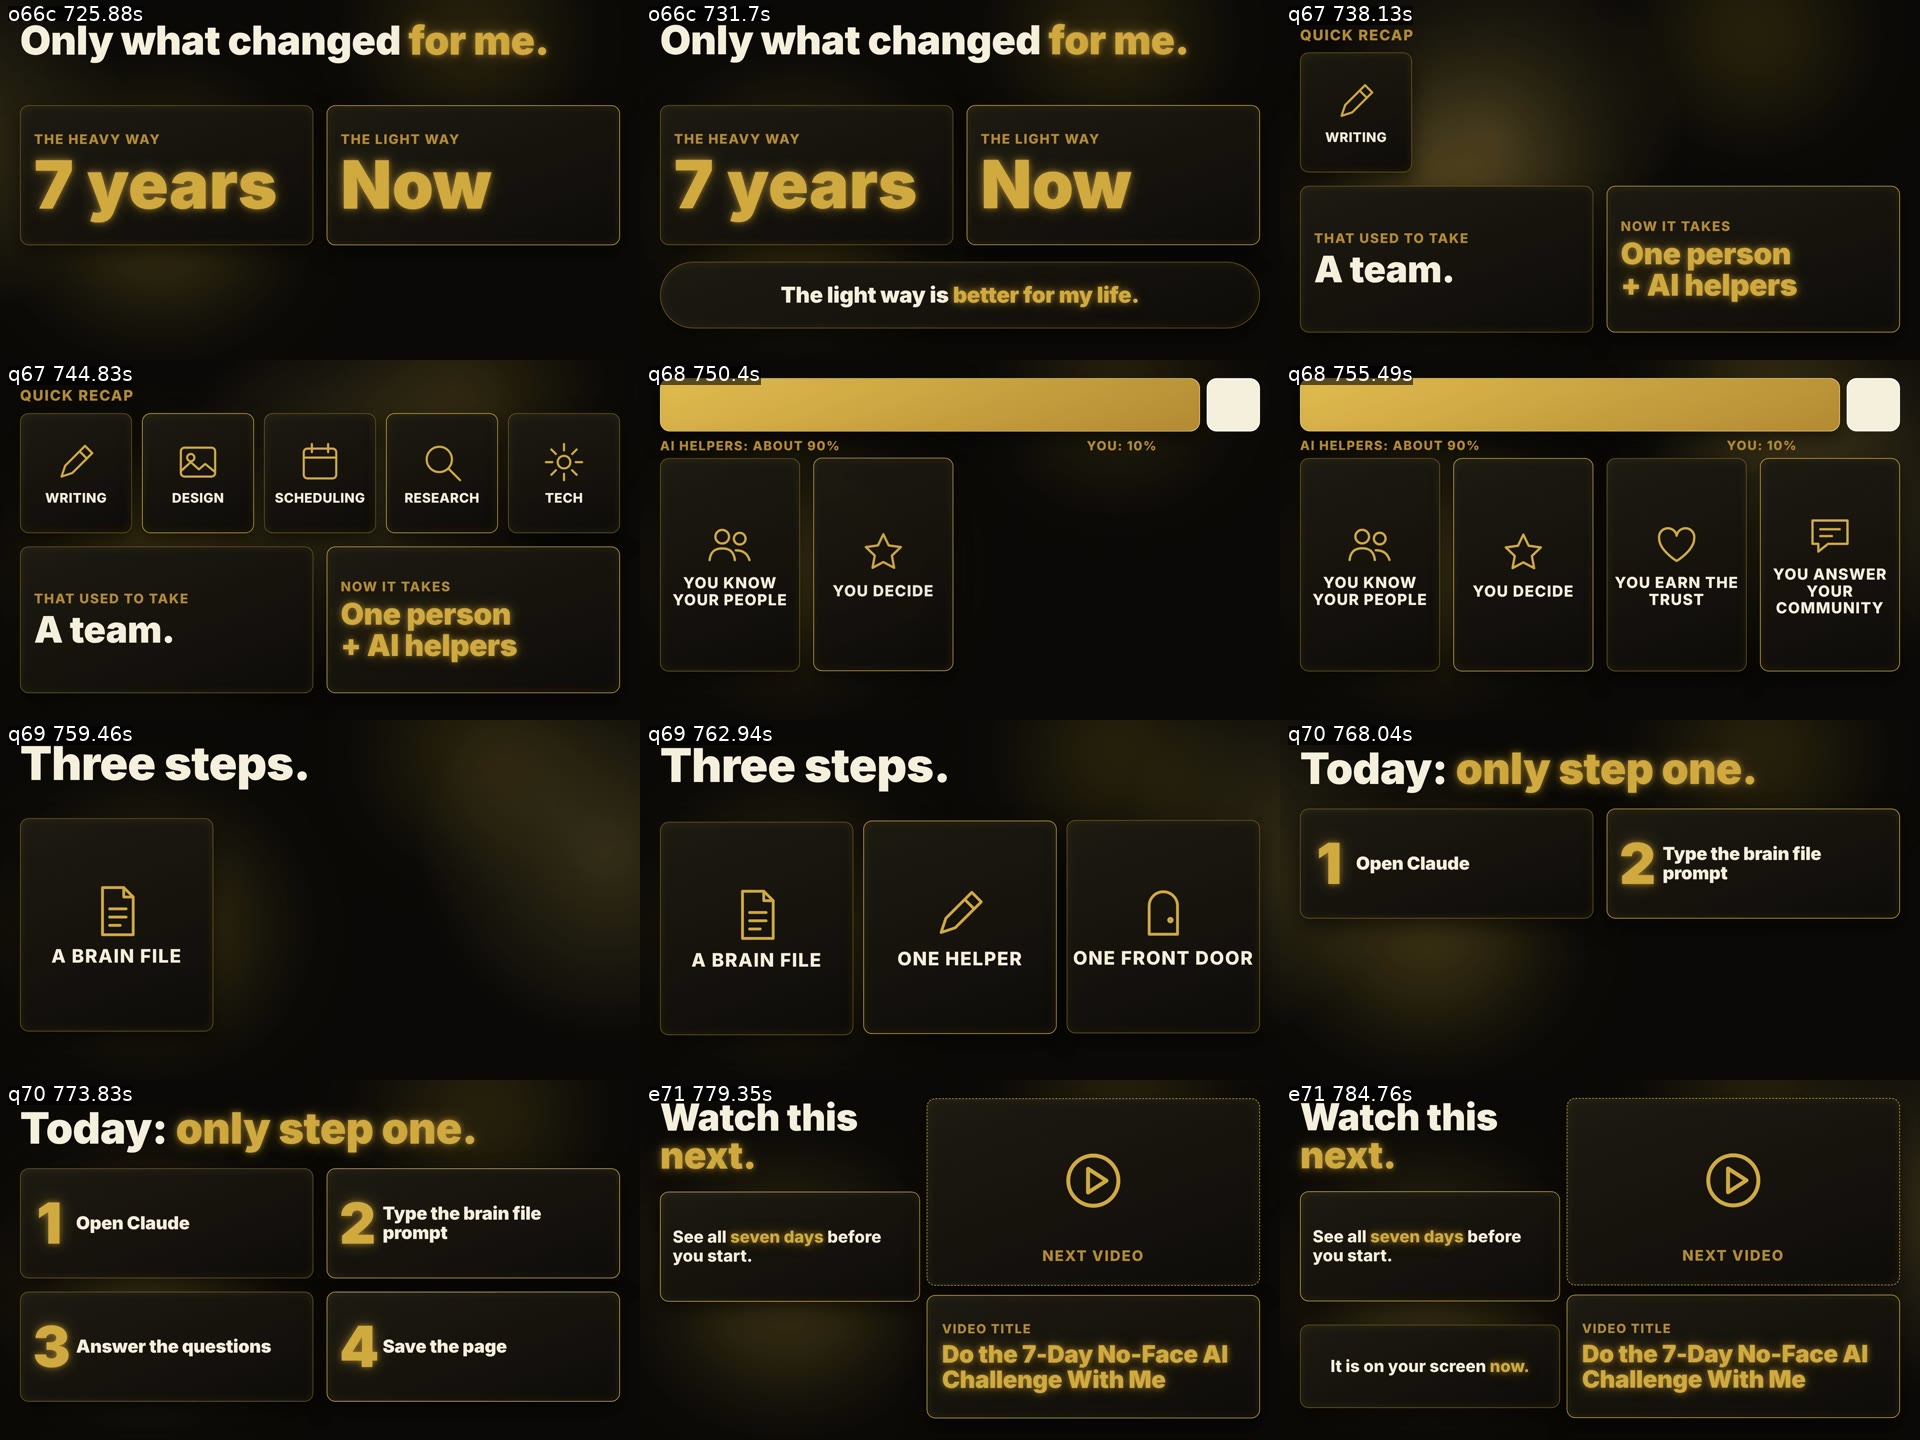 o66c 725.88s
Only what changed for me.
THE HEAVY WAY
7 years
THE LIGHT WAY
Now
o66c 731.7s
Only what changed for me.
THE HEAVY WAY
7 years
THE LIGHT WAY
Now
The light way is better for my life.
q67 738.13s
QUICK RECAP
WRITING
THAT USED TO TAKE
A team.
NOW IT TAKES
One person
+ AI helpers
q67 744.83s
QUICK RECAP
WRITING
DESIGN
SCHEDULING
RESEARCH
TECH
THAT USED TO TAKE
A team.
NOW IT TAKES
One person
+ AI helpers
q68 750.4s
AI HELPERS: ABOUT 90%
YOU: 10%
YOU KNOW
YOUR PEOPLE
YOU DECIDE
q68 755.49s
AI HELPERS: ABOUT 90%
YOU: 10%
YOU KNOW
YOUR PEOPLE
YOU DECIDE
YOU EARN THE
TRUST
YOU ANSWER
YOUR
COMMUNITY
q69 759.46s
Three steps.
A BRAIN FILE
q69 762.94s
Three steps.
A BRAIN FILE
ONE HELPER
ONE FRONT DOOR
q70 768.04s
Today: only step one.
1 Open Claude
2 Type the brain file
prompt
q70 773.83s
Today: only step one.
1 Open Claude
2 Type the brain file
prompt
3 Answer the questions
4 Save the page
e71 779.35s
Watch this
next.
See all seven days before
you start.
NEXT VIDEO
VIDEO TITLE
Do the 7-Day No-Face AI
Challenge With Me
e71 784.76s
Watch this
next.
See all seven days before
you start.
It is on your screen now.
NEXT VIDEO
VIDEO TITLE
Do the 7-Day No-Face AI
Challenge With Me